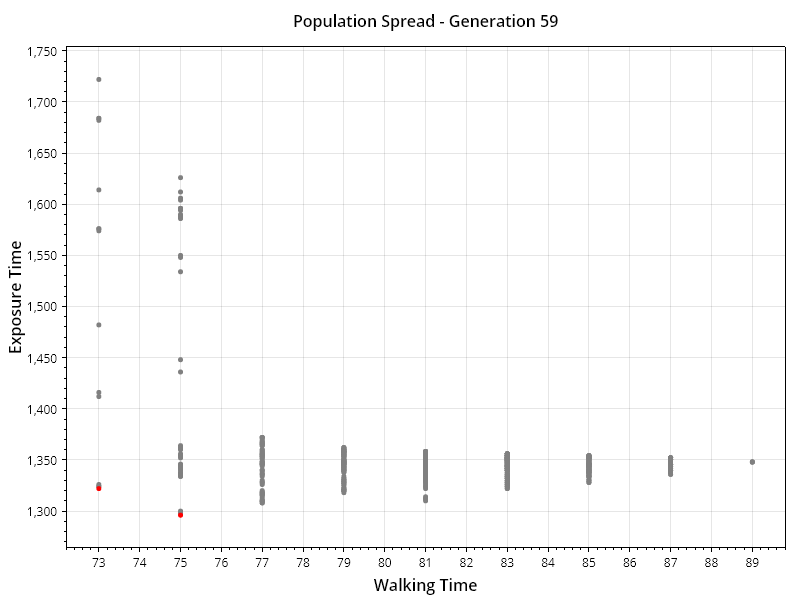 Population Spread - Generation 59
1,750
1,700
1,650
1,600
1,550
1,500
1,450
1,400
1,350
1,300
Exposure Time
73 74 75 76 77 78 79 80 81 82 83 84 85 86 87 88 89
Walking Time